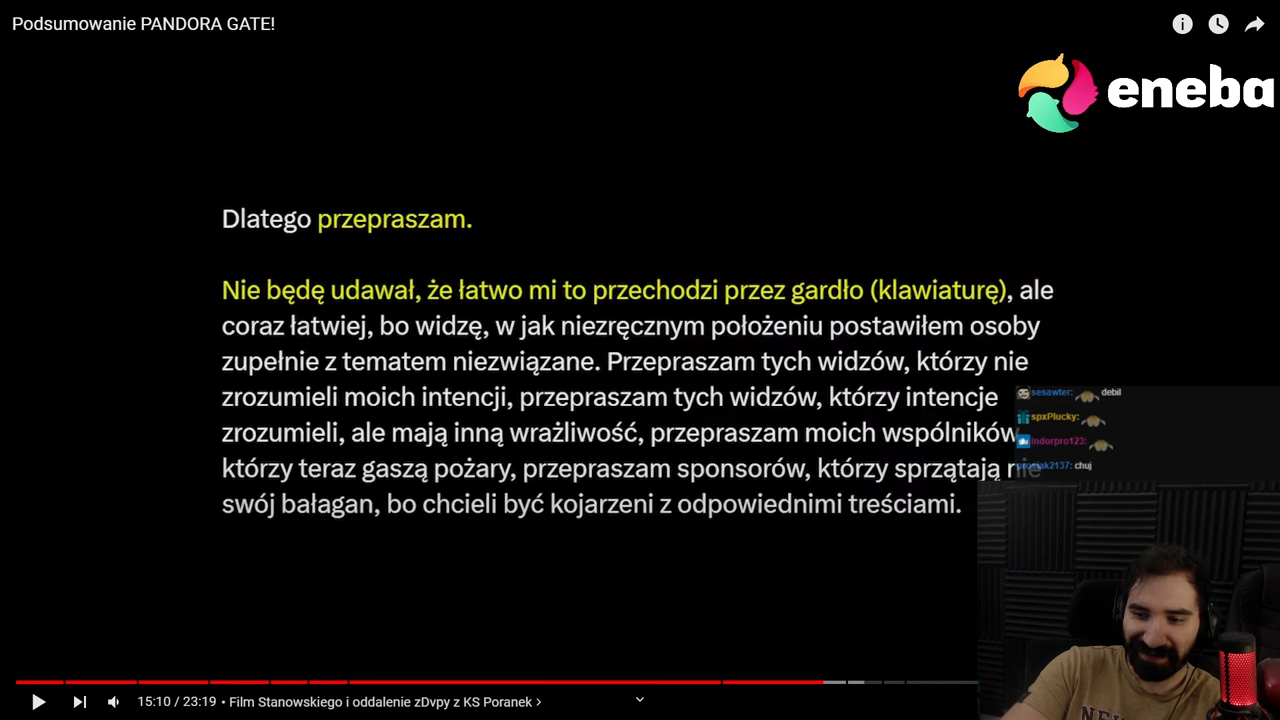 Podsumowanie PANDORA GATE!
eneba
Dlatego przepraszam.
Nie będę udawał, że łatwo mi to przechodzi przez gardło (klawiaturę), ale
coraz łatwiej, bo widzę, w jak niezręcznym położeniu postawiłem osoby
zupełnie z tematem niezwiązane. Przepraszam tych widzów, którzy nie
zrozumieli moich intencji, przepraszam tych widzów, którzy intencje
zrozumieli, ale mają inną wrażliwość, przepraszam moich wspólników,
którzy teraz gaszą pożary, przepraszam sponsorów, którzy sprzątają nie
swój bałagan, bo chcieli być kojarzeni z odpowiednimi treściami.
sesawter: debil
spxPlucky:
indorpro123:
prosiak2137: chuj
15:10 / 23:19 • Film Stanowskiego i oddalenie zDvpy z KS Poranek >